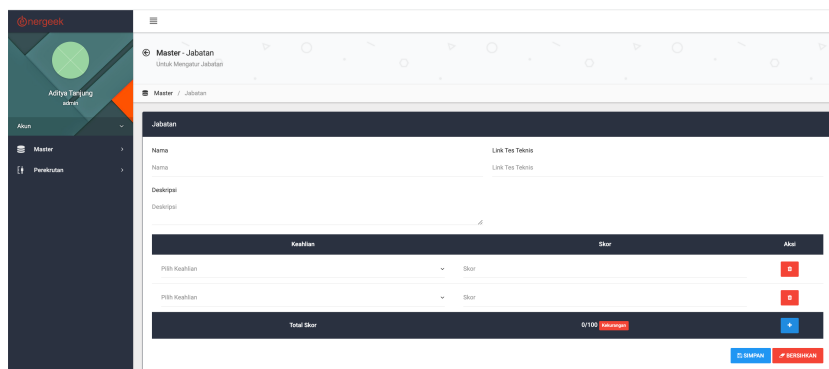 Energeek
Master - Jabatan
Untuk Mengatur Jabatan
Master / Jabatan
Aditya Tanjung
admin
Akun
Master
Perekrutan
Jabatan
Nama
Link Tes Teknis
Nama
Link Tes Teknis
Deskripsi
Deskripsi
Keahlian Skor Aksi
Pilih Keahlian Skor
Pilih Keahlian Skor
Total Skor 0/100 Kekurangan
SIMPAN BERSIHKAN